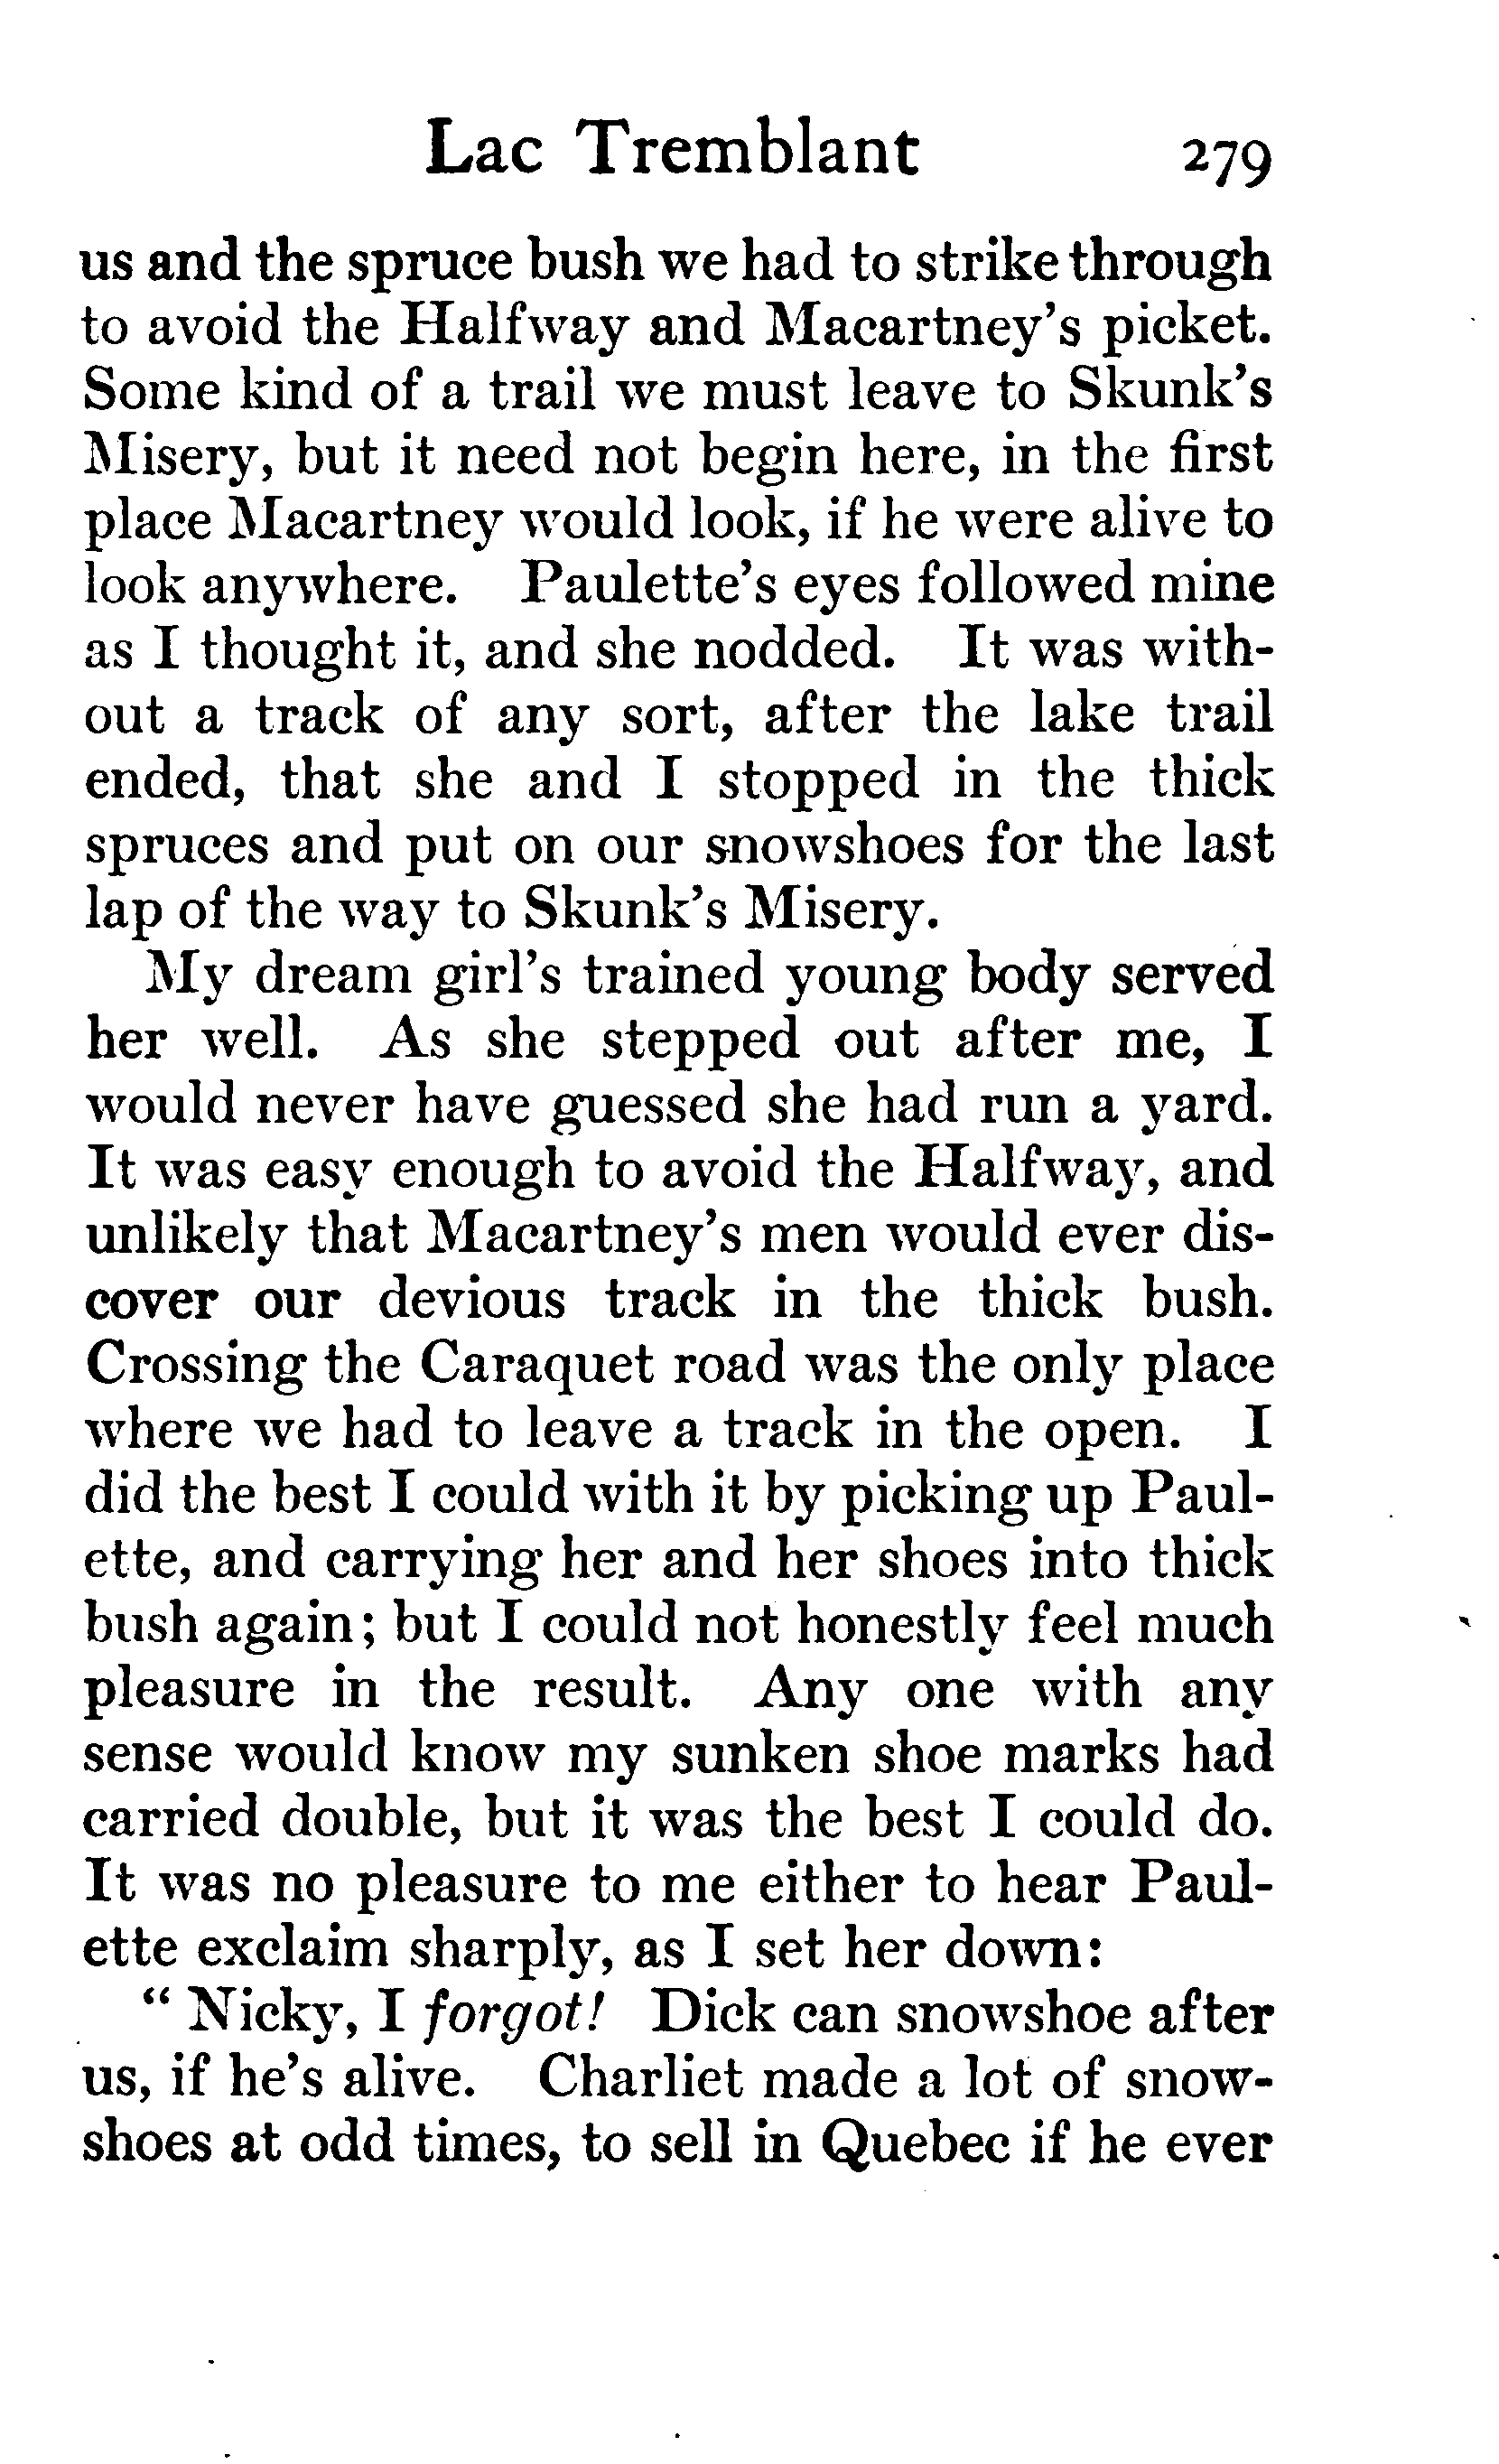 Lac Tremblant 279
us and the spruce bush we had to strike through
to avoid the Halfway and Macartney's picket.
Some kind of a trail we must leave to Skunk's
Misery, but it need not begin here, in the first
place Macartney would look, if he were alive to
look anywhere. Paulette's eyes followed mine
as I thought it, and she nodded. It was with-
out a track of any sort, after the lake trail
ended, that she and I stopped in the thick
spruces and put on our snowshoes for the last
lap of the way to Skunk's Misery.
My dream girl's trained young body served
her well. As she stepped out after me, I
would never have guessed she had run a yard.
It was easy enough to avoid the Halfway, and
unlikely that Macartney's men would ever dis-
cover our devious track in the thick bush.
Crossing the Caraquet road was the only place
where we had to leave a track in the open. I
did the best I could with it by picking up Paul-
ette, and carrying her and her shoes into thick
bush again; but I could not honestly feel much
pleasure in the result. Any one with any
sense would know my sunken shoe marks had
carried double, but it was the best I could do.
It was no pleasure to me either to hear Paul-
ette exclaim sharply, as I set her down:
"Nicky, I forgot! Dick can snowshoe after
us, if he's alive. Charliet made a lot of snow-
shoes at odd times, to sell in Quebec if he ever